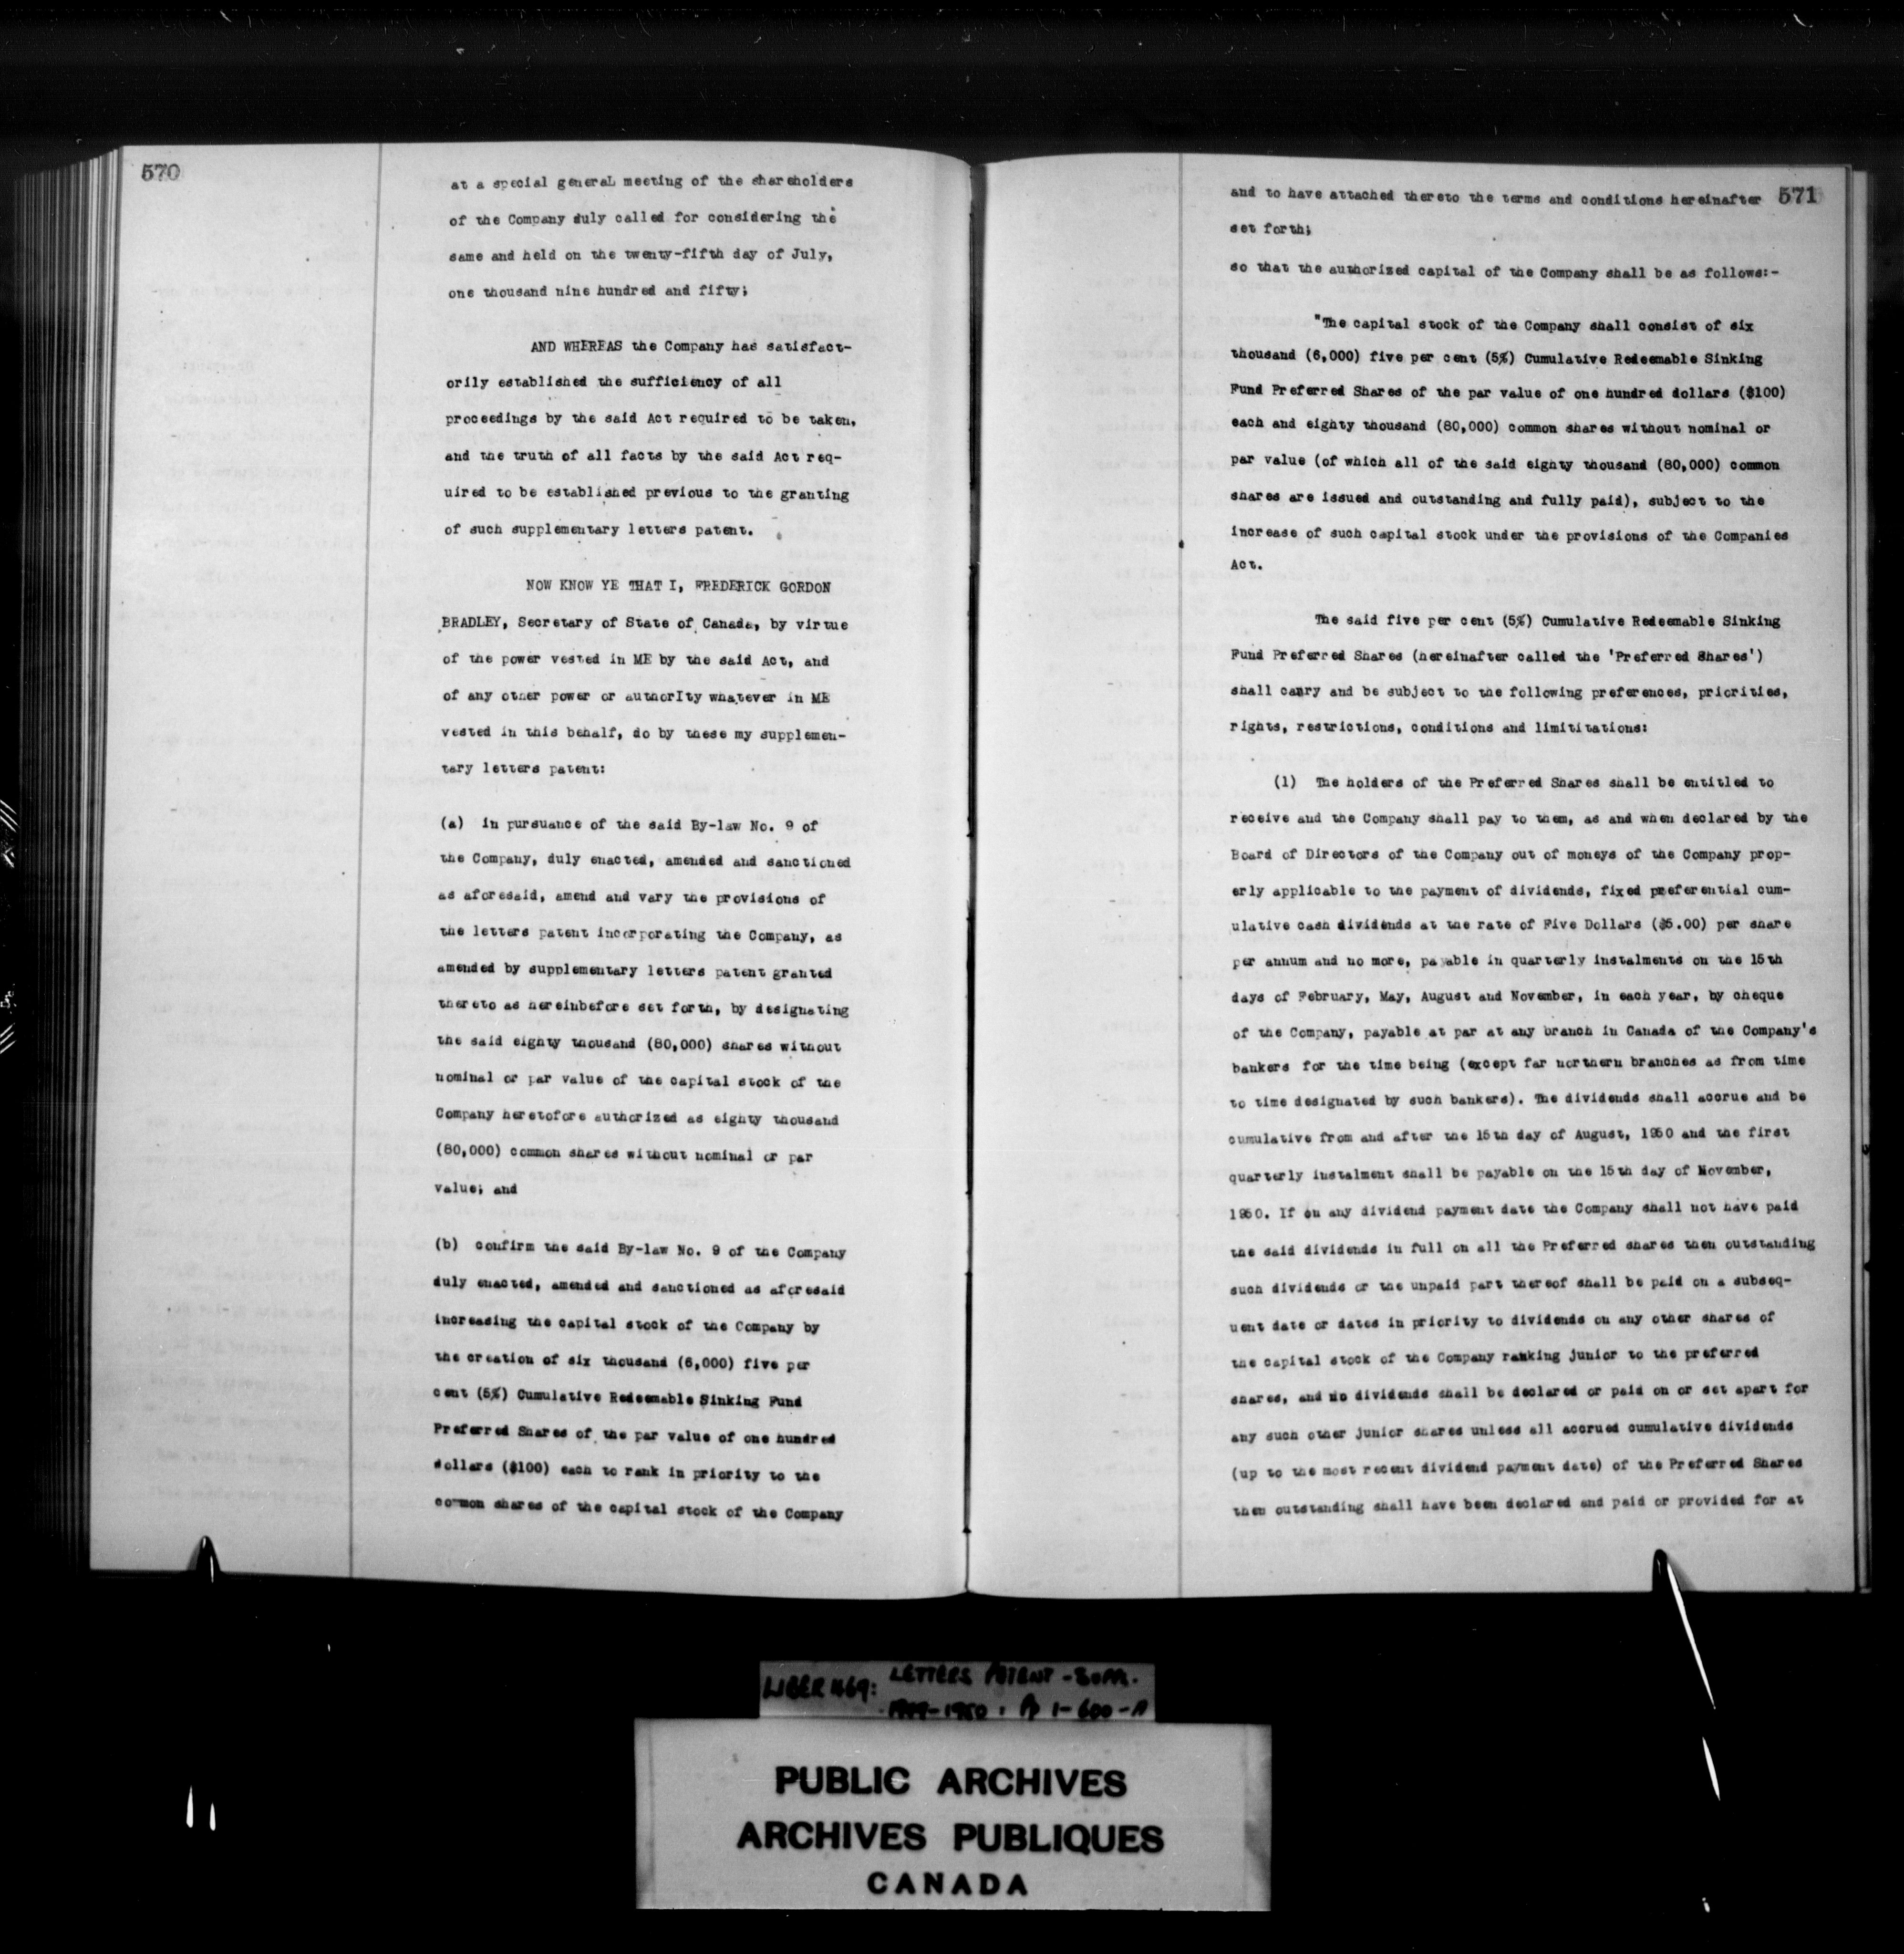 570
at a special general meeting of the shareholders
of the Company duly called for considering the
same and held on the twenty-fifth day of July,
one thousand nine hundred and fifty;
AND WHEREAS the Company has satisfact-
orily established the sufficiency of all
proceedings by the said Act required to be taken,
and the truth of all facts by the said Act req-
uired to be established previous to the granting
of such supplementary letters patent.
NOW KNOW YE THAT I, FREDERICK GORDON
BRADLEY, Secretary of State of Canada, by virtue
of the power vested in ME by the said Act, and
of any other power or authorIty whatever in ME
vested in this behalf, do by these my supplemen-
tary letters patent:
(a) in pursuance of the said By-law No. 9 of
the Company, duly enacted, amended and sanctioned
as aforesaid, amend and vary the provisions of
the letters patent incorporating the Company, as
amended by supplementary letters patent granted
thereto as hereinbefore set forth, by designating
the said eighty thousand (80,000) shares without
nominal or par value of the capital stock of the
Company heretofore authorized as eighty thousand
(80,000) common shares without nominal or par
value; and
(b) confirm the said By-law No. 9 of the Company
duly enacted, amended and sanctioned as aforesaid
increasing the capital stock of the Company by
the creation of six thousand (6,000) five per
cent (5%) Cumulative Redeemable Sinking Fund
Preferred Shares of the par value of one hundred
dollars ($100) each to rank in priority to the
common shares of the capital stock of the Company
571
and to have attached thereto the terms and conditions hereinafter
set forth;
so that the authorized capital of the Company shall be as follows:-
"The capital stock of the Company shall consist of six
thousand (6,000) five per cent (5%) Cumulative Redeemable Sinking
Fund Preferred Shares of the par value of one hundred dollars ($100)
each and eighty thousand (80,000) common shares without nominal or
par value (of which all of the said eighty thousand (80,000) common
shares are issued and outstanding and fully paid), subject to the
increase of such capital stock under the provisions of the Companies
Act.
The said five per cent (5%) Cumulative Redeemable Sinking
Fund Preferred Shares (hereinafter called the 'Preferred Shares')
shall carry and be subject to the following preferences, priorities,
rights, restrictions, conditions and limititations:
(1) The holders of the Preferred Shares shall be entitled to
receive and the Company shall pay to them, as and when declared by the
Board of Directors of the Company out of moneys of the Company prop-
erly applicable to the payment of dividends, fixed preferential cum-
ulative cash dividends at the rate of Five Dollars ($5.00) per share
per annum and no more, payable in quarterly instalments on the 15th
days of February, May, August and November, in each year, by cheque
of the Company, payable at par at any branch in Canada of the Company's
bankers for the time being (except far northern branches as from time
to time designated by such bankers). The dividends shall accrue and be
cumulative from and after the 15th day of August, 1950 and the first
quarterly instalment shall be payable on the 15th day of November,
1950. If on any dividend payment date the Company shall not have paid
the said dividends in full on all the Preferred shares then outstanding
such dividends or the unpaid part thereof shall be paid on a subseq-
uent date or dates in priority to dividends on any other shares of
the capital stock of the Company ranking junior to the preferred
shares, and no dividends shall be declared or paid on or set apart for
any such other junior shares unless all accrued cumulative dividends
(up to the most recent dividend payment date) of the Preferred Shares
then outstanding shall have been declared and paid or provided for at
LIBER 469: LETTERS PATENT - SUPP.
1949-1950 : Pp 1-600-A
PUBLIC ARCHIVES
ARCHIVES PUBLIQUES
CANADA